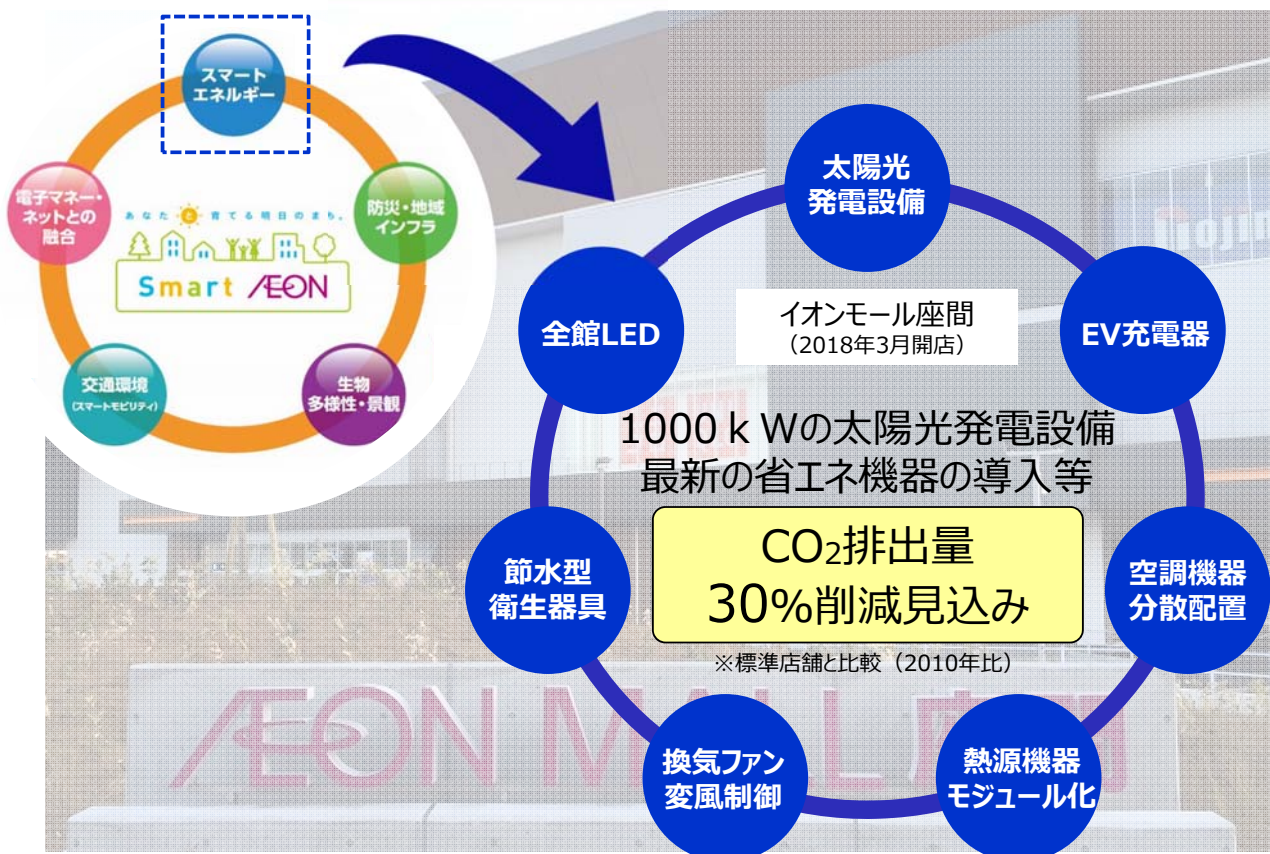 スマート
エネルギー
電子マネー・
ネットとの
融合
防災・地域
インフラ
あなたと育てる明日のまち。
Smart ÆON
交通環境
(スマートモビリティ)
生物
多様性・景観
太陽光
発電設備
全館LED
イオンモール座間
（2018年3月開店）
EV充電器
1000ｋWの太陽光発電設備
最新の省エネ機器の導入等
CO₂排出量
30%削減見込み
※標準店舗と比較（2010年比）
節水型
衛生器具
空調機器
分散配置
換気ファン
変風制御
熱源機器
モジュール化
nojima
ÆON MALL 座間